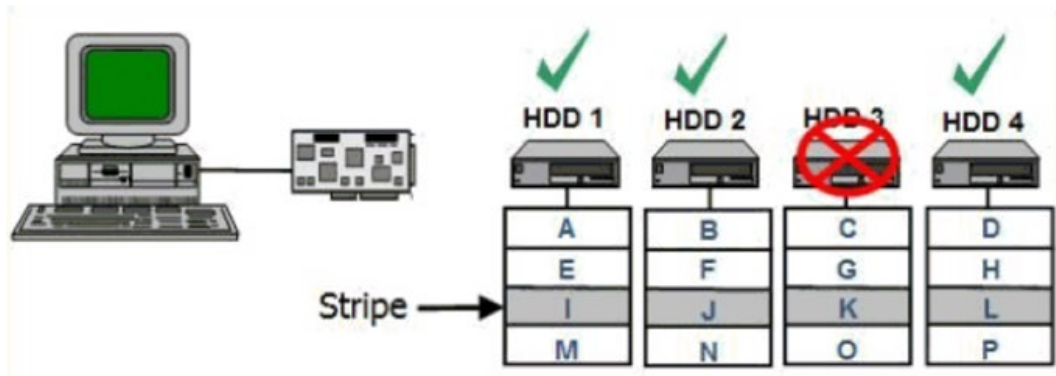 HDD 1 HDD 2 HDD 3 HDD 4
A B C D
E F G H
Stripe I J K L
M N O P